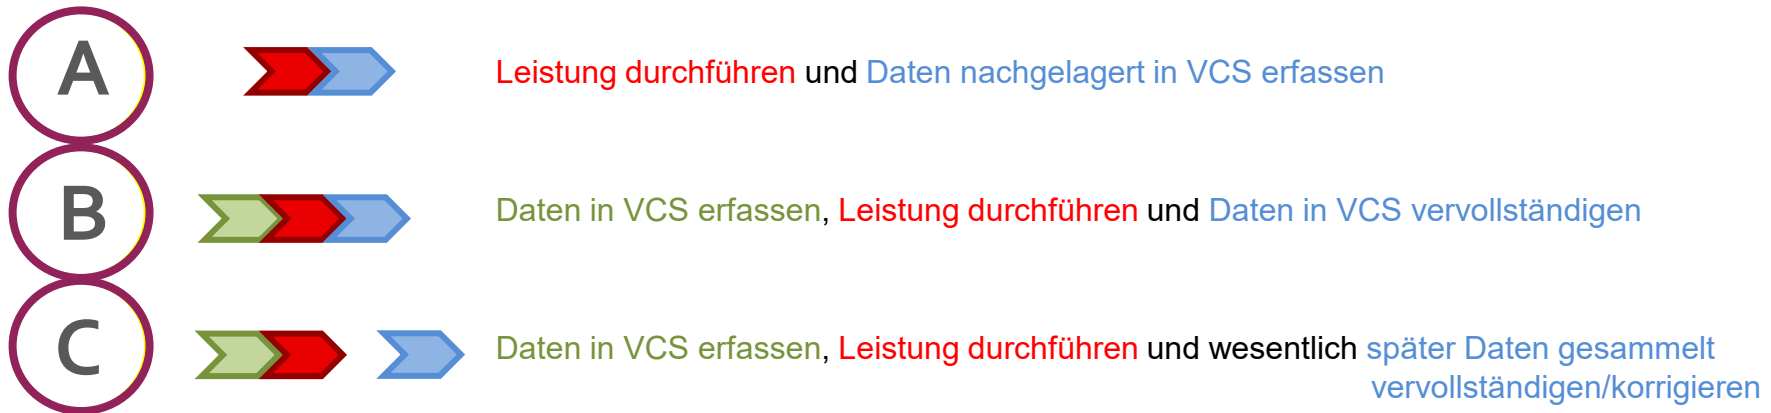 A
Leistung durchführen und Daten nachgelagert in VCS erfassen
B
Daten in VCS erfassen, Leistung durchführen und Daten in VCS vervollständigen
C
Daten in VCS erfassen, Leistung durchführen und wesentlich später Daten gesammelt
vervollständigen/korrigieren